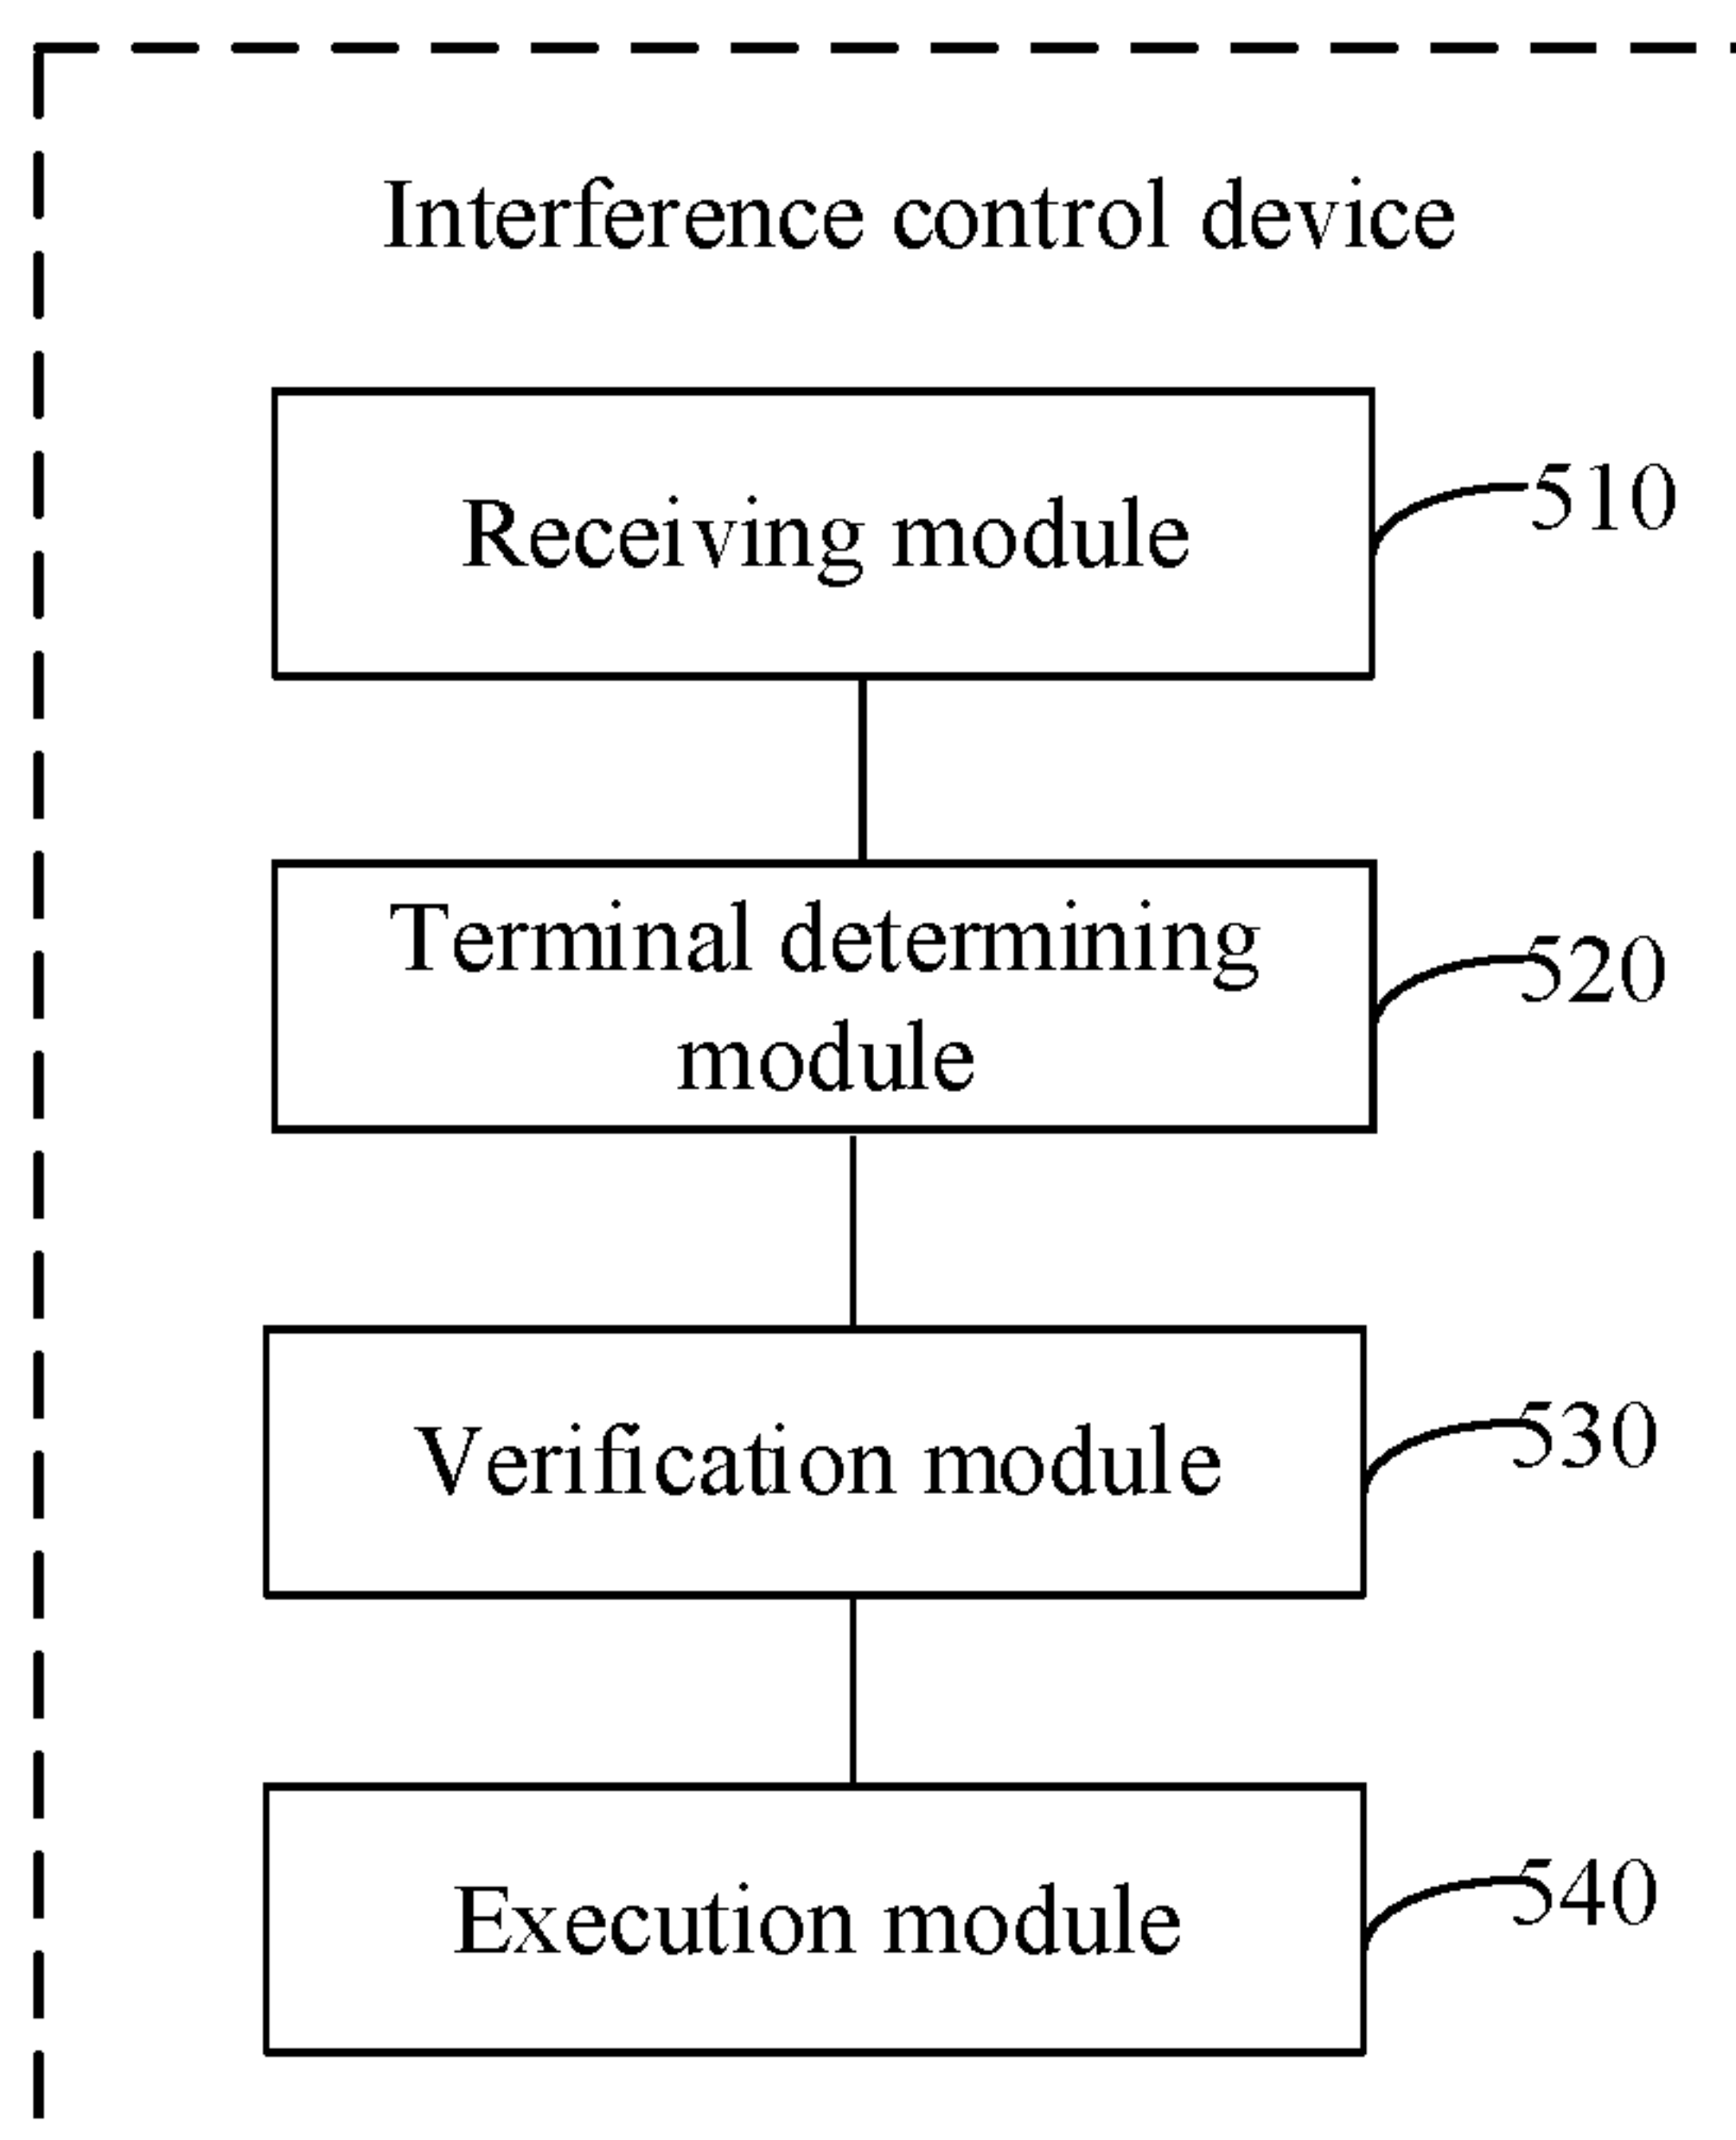 Interference control device
Receiving module
510
Terminal determining
module
520
Verification module
530
Execution module
540